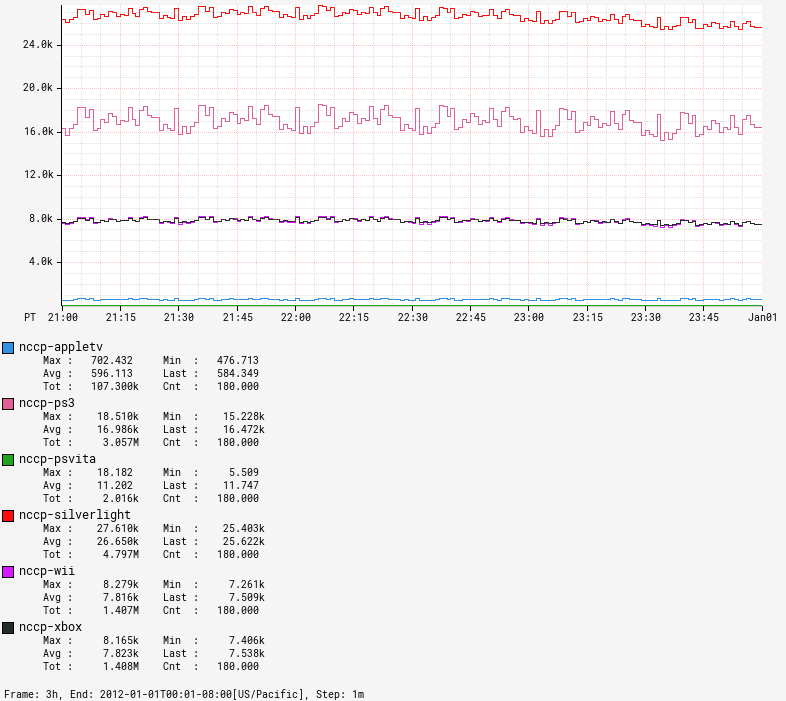 24.0k
20.0k
16.0k
12.0k
8.0k
4.0k
PT 21:00 21:15 21:30 21:45 22:00 22:15 22:30 22:45 23:00 23:15 23:30 23:45 Jan01
nccp-appletv
Max : 702.432 Min : 476.713
Avg : 596.113 Last : 584.349
Tot : 107.300k Cnt : 180.000
nccp-ps3
Max : 18.510k Min : 15.228k
Avg : 16.986k Last : 16.472k
Tot : 3.057M Cnt : 180.000
nccp-psvita
Max : 18.182 Min : 5.509
Avg : 11.202 Last : 11.747
Tot : 2.016k Cnt : 180.000
nccp-silverlight
Max : 27.610k Min : 25.403k
Avg : 26.650k Last : 25.622k
Tot : 4.797M Cnt : 180.000
nccp-wii
Max : 8.279k Min : 7.261k
Avg : 7.816k Last : 7.509k
Tot : 1.407M Cnt : 180.000
nccp-xbox
Max : 8.165k Min : 7.406k
Avg : 7.823k Last : 7.538k
Tot : 1.408M Cnt : 180.000
Frame: 3h, End: 2012-01-01T00:01-08:00[US/Pacific], Step: 1m